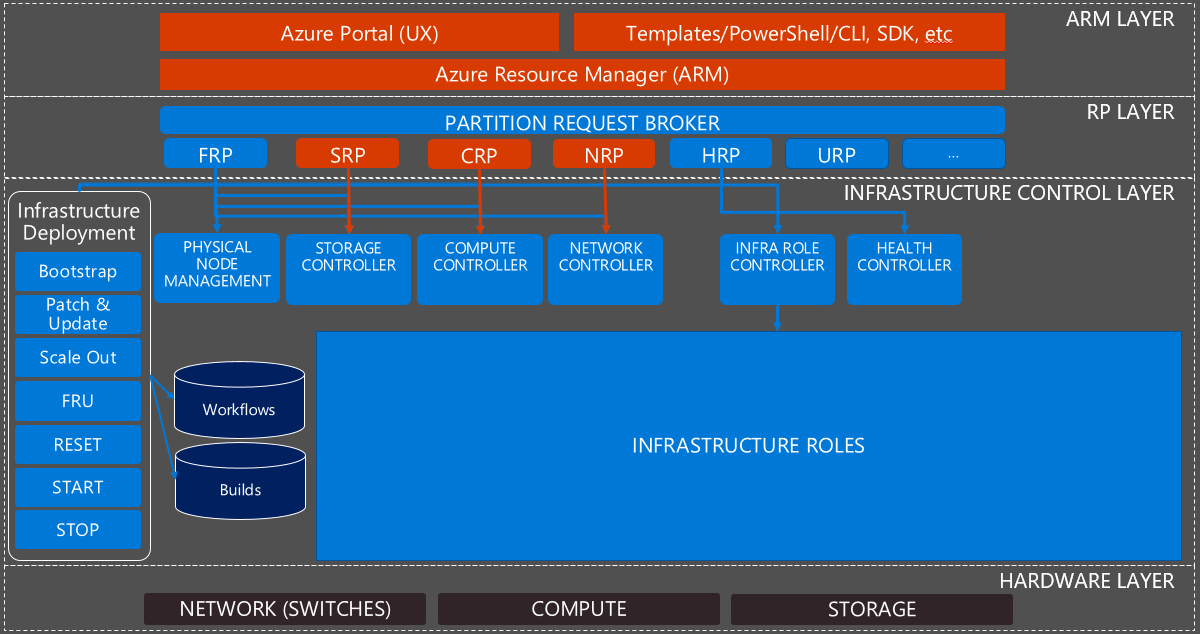 ARM LAYER
Azure Portal (UX)
Templates/PowerShell/CLI, SDK, etc
Azure Resource Manager (ARM)
RP LAYER
PARTITION REQUEST BROKER
FRP
SRP
CRP
NRP
HRP
URP
...
INFRASTRUCTURE CONTROL LAYER
Infrastructure
Deployment
Bootstrap
Patch &
Update
Scale Out
FRU
RESET
START
STOP
PHYSICAL
NODE
MANAGEMENT
STORAGE
CONTROLLER
COMPUTE
CONTROLLER
NETWORK
CONTROLLER
INFRA ROLE
CONTROLLER
HEALTH
CONTROLLER
Workflows
Builds
INFRASTRUCTURE ROLES
HARDWARE LAYER
NETWORK (SWITCHES)
COMPUTE
STORAGE